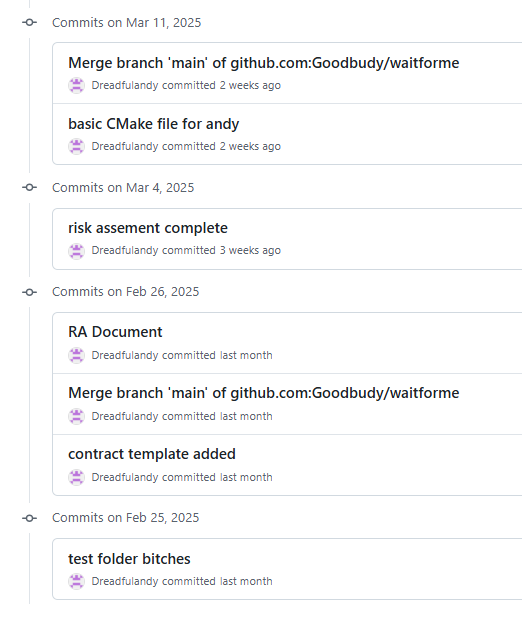 Commits on Mar 11, 2025
Merge branch 'main' of github.com:Goodbudy/waitforme
Dreadfulandy committed 2 weeks ago
basic CMake file for andy
Dreadfulandy committed 2 weeks ago
Commits on Mar 4, 2025
risk assement complete
Dreadfulandy committed 3 weeks ago
Commits on Feb 26, 2025
RA Document
Dreadfulandy committed last month
Merge branch 'main' of github.com:Goodbudy/waitforme
Dreadfulandy committed last month
contract template added
Dreadfulandy committed last month
Commits on Feb 25, 2025
test folder bitches
Dreadfulandy committed last month